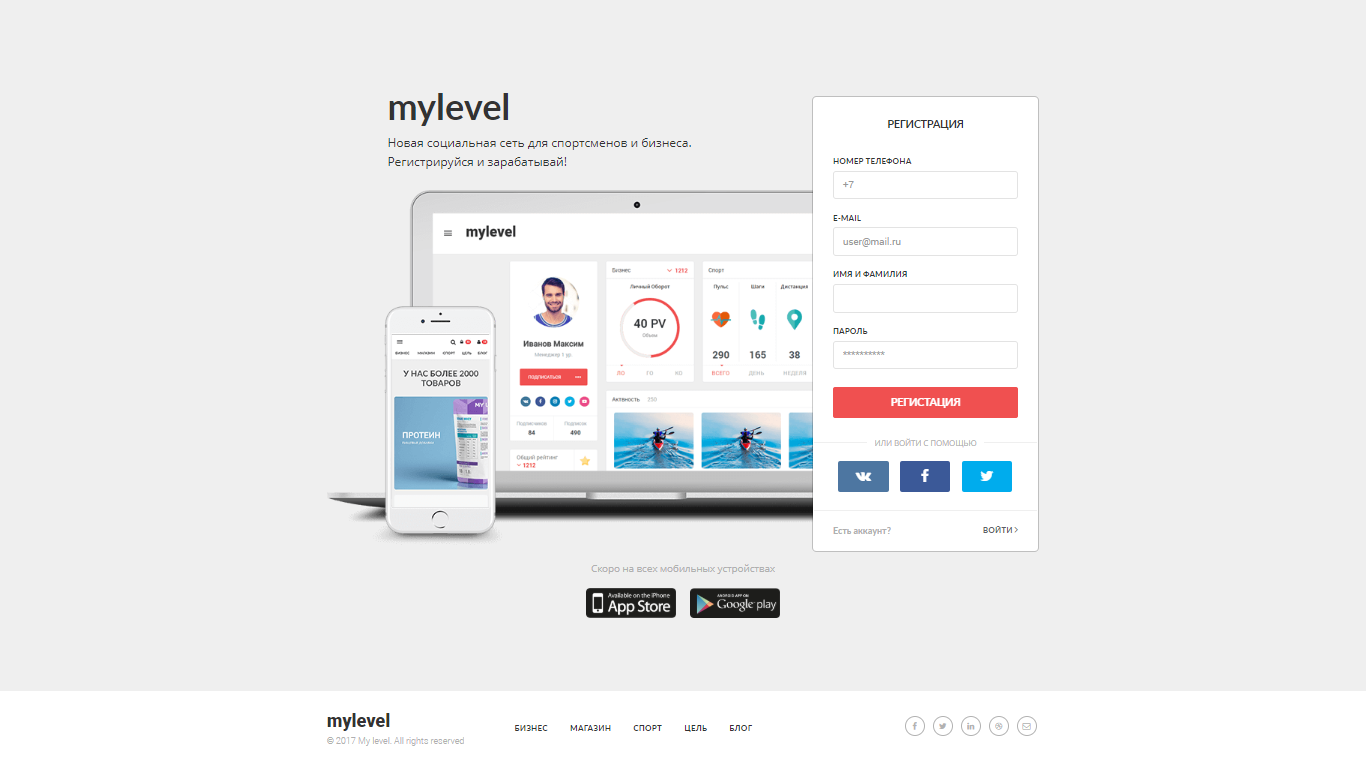 mylevel
Новая социальная сеть для спортсменов и бизнеса.
Регистрируйся и зарабатывай!
mylevel
Иванов Максим
Менеджер 1 ур
ПОДПИСАТЬСЯ
Подписчиков
Подписок
84
490
Общий рейтинг
1212
Бизнес
1212
Личный Оборот
40 PV
Объем
ЛО
ГО
КО
Спорт
Пульс
Шаги
Дистанция
290
165
38
ВСЕГО
ДЕНЬ
НЕДЕЛЯ
Активность
250
БИЗНЕС
МАГАЗИН
СПОРТ
ЦЕЛЬ
БЛОГ
У НАС БОЛЕЕ 2000
ТОВАРОВ
ПРОТЕИН
РЕГИСТРАЦИЯ
НОМЕР ТЕЛЕФОНА
+7
E-MAIL
user@mail.ru
ИМЯ И ФАМИЛИЯ
ПАРОЛЬ
**********
РЕГИСТАЦИЯ
ИЛИ ВОЙТИ С ПОМОЩЬЮ
Есть аккаунт?
ВОЙТИ >
Скоро на всех мобильных устройствах
Available on the iPhone
App Store
ANDROID APP ON
Google play
mylevel
© 2017 My level. All rights reserved
БИЗНЕС
МАГАЗИН
СПОРТ
ЦЕЛЬ
БЛОГ